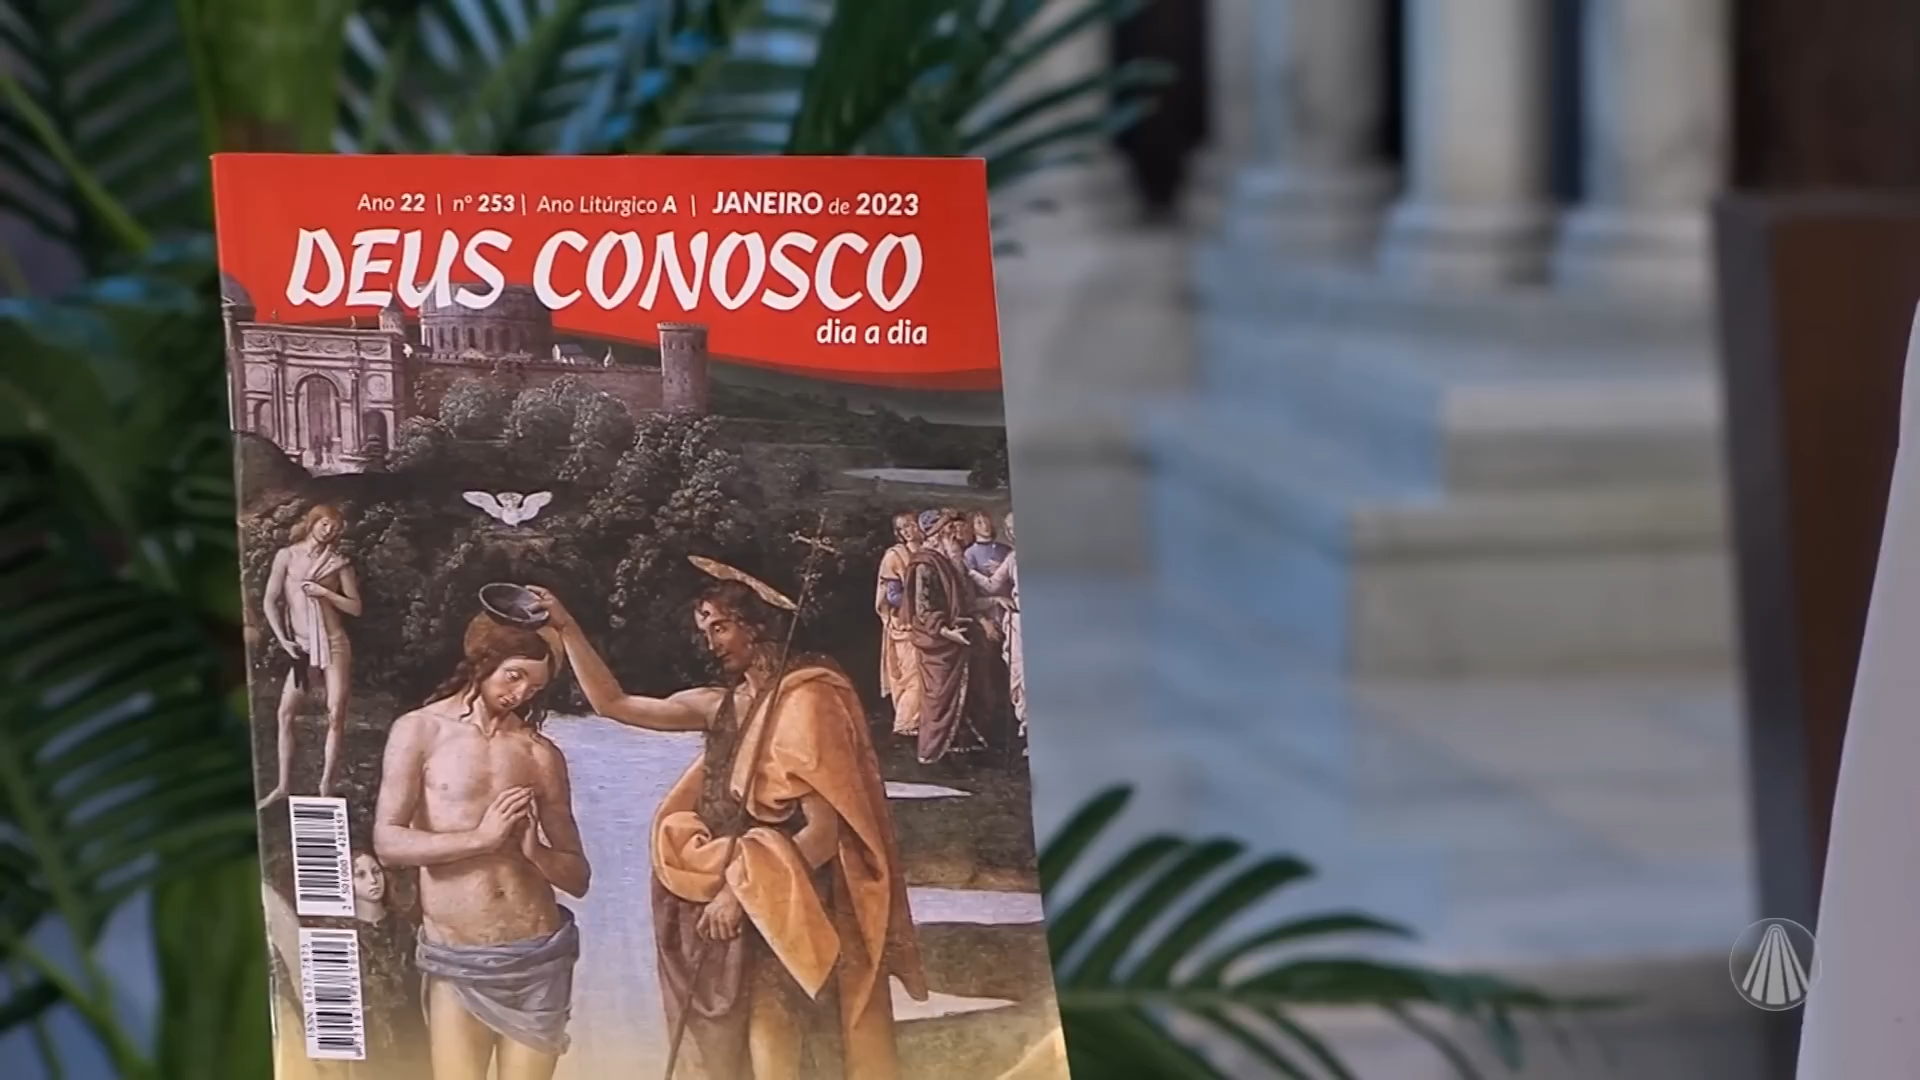 Ano 22 | nº 253 | Ano Litúrgico A | JANEIRO de 2023
DEUS CONOSCO
dia a dia